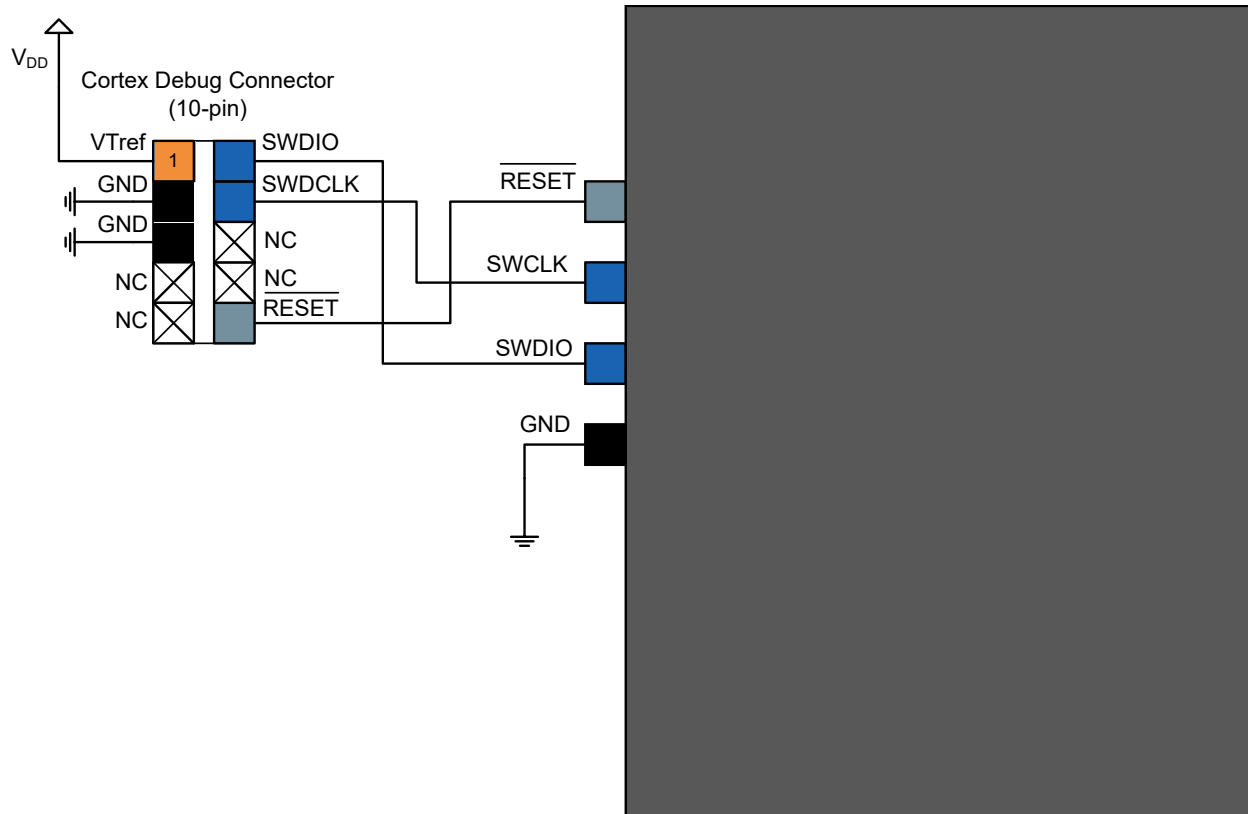 V_DD
Cortex Debug Connector
(10-pin)
VTref
1
SWDIO
GND
SWDCLK
GND
NC
NC
NC
NC
RESET
RESET
SWCLK
SWDIO
GND